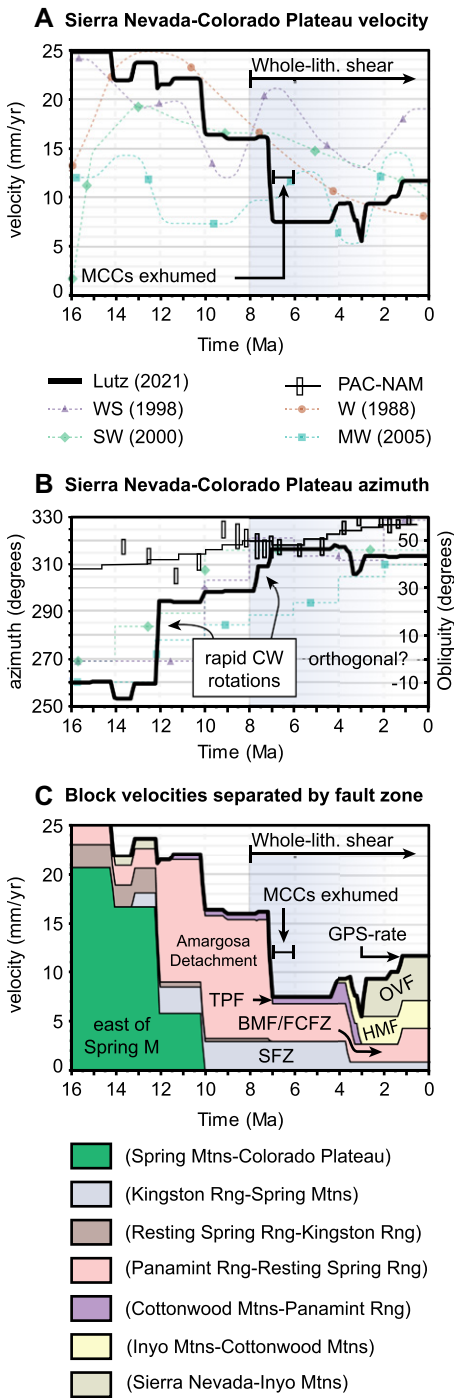 A Sierra Nevada-Colorado Plateau velocity
25
20
15
10
5
0
velocity (mm/yr)
Whole-lith. shear
MCCs exhumed
16 14 12 10 8 6 4 2 0
Time (Ma)
Lutz (2021) PAC-NAM
WS (1998) W (1988)
SW (2000) MW (2005)
B Sierra Nevada-Colorado Plateau azimuth
330
310
290
270
250
azimuth (degrees)
50
40
30
10
-10
Obliquity (degrees)
rapid CW
rotations
orthogonal?
16 14 12 10 8 6 4 2 0
Time (Ma)
C Block velocities separated by fault zone
25
20
15
10
5
0
velocity (mm/yr)
Whole-lith. shear
MCCs exhumed
GPS-rate
Amargosa
Detachment
TPF
OVF
BMF/FCFZ
HMF
east of
Spring M
SFZ
16 14 12 10 8 6 4 2 0
Time (Ma)
(Spring Mtns-Colorado Plateau)
(Kingston Rng-Spring Mtns)
(Resting Spring Rng-Kingston Rng)
(Panamint Rng-Resting Spring Rng)
(Cottonwood Mtns-Panamint Rng)
(Inyo Mtns-Cottonwood Mtns)
(Sierra Nevada-Inyo Mtns)